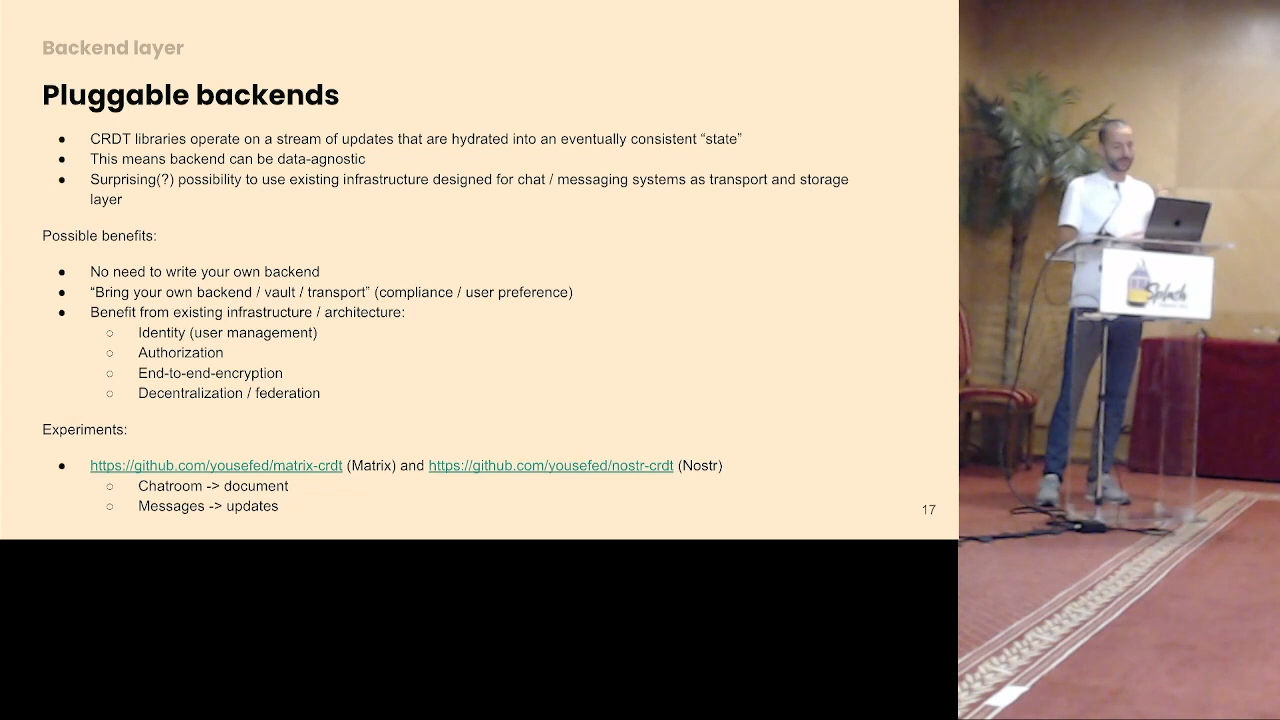 Backend layer
Pluggable backends
● CRDT libraries operate on a stream of updates that are hydrated into an eventually consistent “state”
● This means backend can be data-agnostic
● Surprising(?) possibility to use existing infrastructure designed for chat / messaging systems as transport and storage
layer
Possible benefits:
● No need to write your own backend
● “Bring your own backend / vault / transport” (compliance / user preference)
● Benefit from existing infrastructure / architecture:
○ Identity (user management)
○ Authorization
○ End-to-end-encryption
○ Decentralization / federation
Experiments:
● https://github.com/yousefed/matrix-crdt (Matrix) and https://github.com/yousefed/nostr-crdt (Nostr)
○ Chatroom -> document
○ Messages -> updates
17
Splash